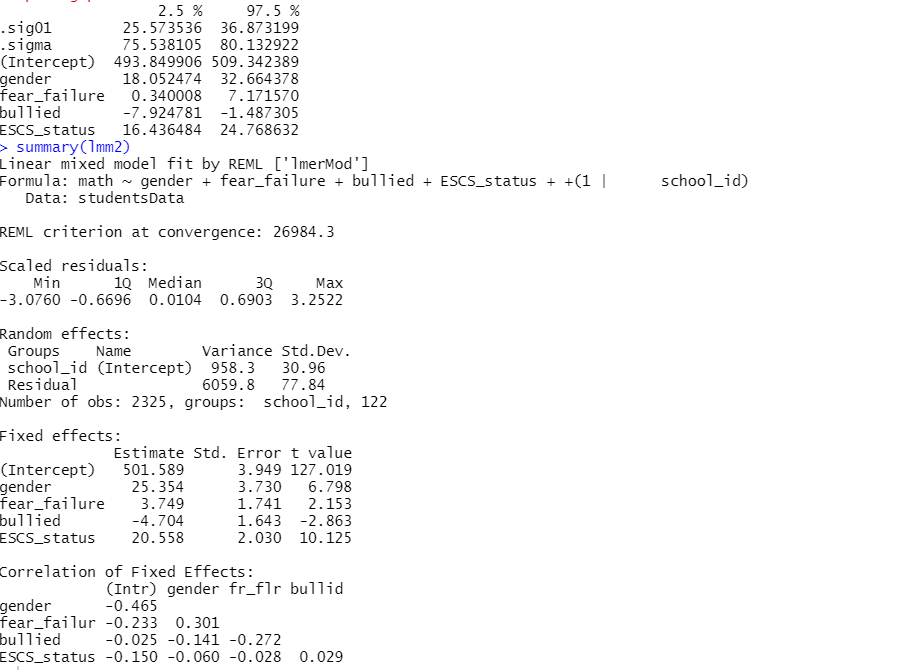 2.5 % 97.5 %
.sig01 25.573536 36.873199
.sigma 75.538105 80.132922
(Intercept) 493.849906 509.342389
gender 18.052474 32.664378
fear_failure 0.340008 7.171570
bullied -7.924781 -1.487305
ESCS_status 16.436484 24.768632
> summary(lmm2)
Linear mixed model fit by REML ['lmerMod']
Formula: math ~ gender + fear_failure + bullied + ESCS_status + +(1 | school_id)
Data: studentsData
REML criterion at convergence: 26984.3
Scaled residuals:
Min 1Q Median 3Q Max
-3.0760 -0.6696 0.0104 0.6903 3.2522
Random effects:
Groups Name Variance Std.Dev.
school_id (Intercept) 958.3 30.96
Residual 6059.8 77.84
Number of obs: 2325, groups: school_id, 122
Fixed effects:
Estimate Std. Error t value
(Intercept) 501.589 3.949 127.019
gender 25.354 3.730 6.798
fear_failure 3.749 1.741 2.153
bullied -4.704 1.643 -2.863
ESCS_status 20.558 2.030 10.125
Correlation of Fixed Effects:
(Intr) gender fr_flr bullid
gender -0.465
fear_failur -0.233 0.301
bullied -0.025 -0.141 -0.272
ESCS_status -0.150 -0.060 -0.028 0.029